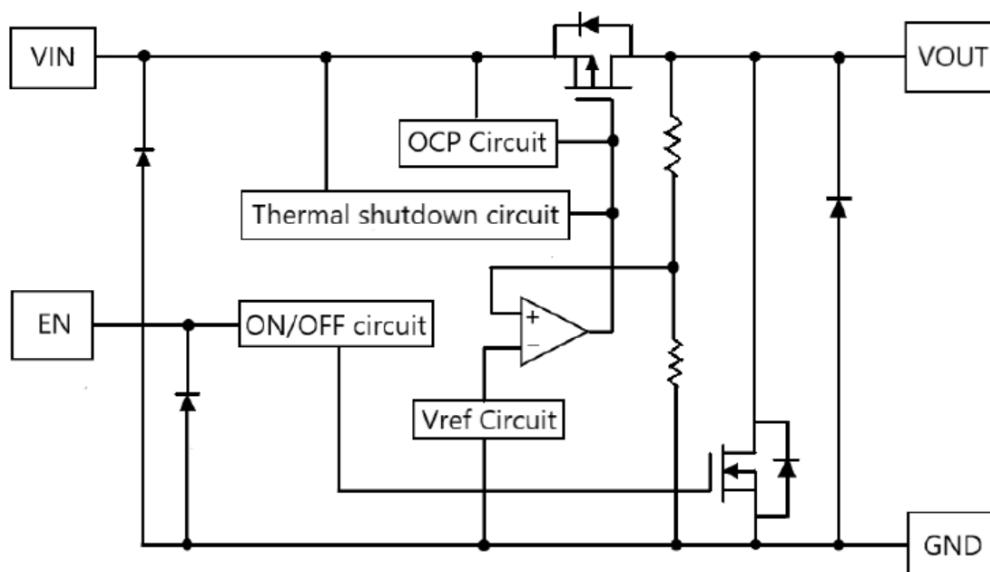 VIN
VOUT
OCP Circuit
Thermal shutdown circuit
EN
ON/OFF circuit
+
−
Vref Circuit
GND